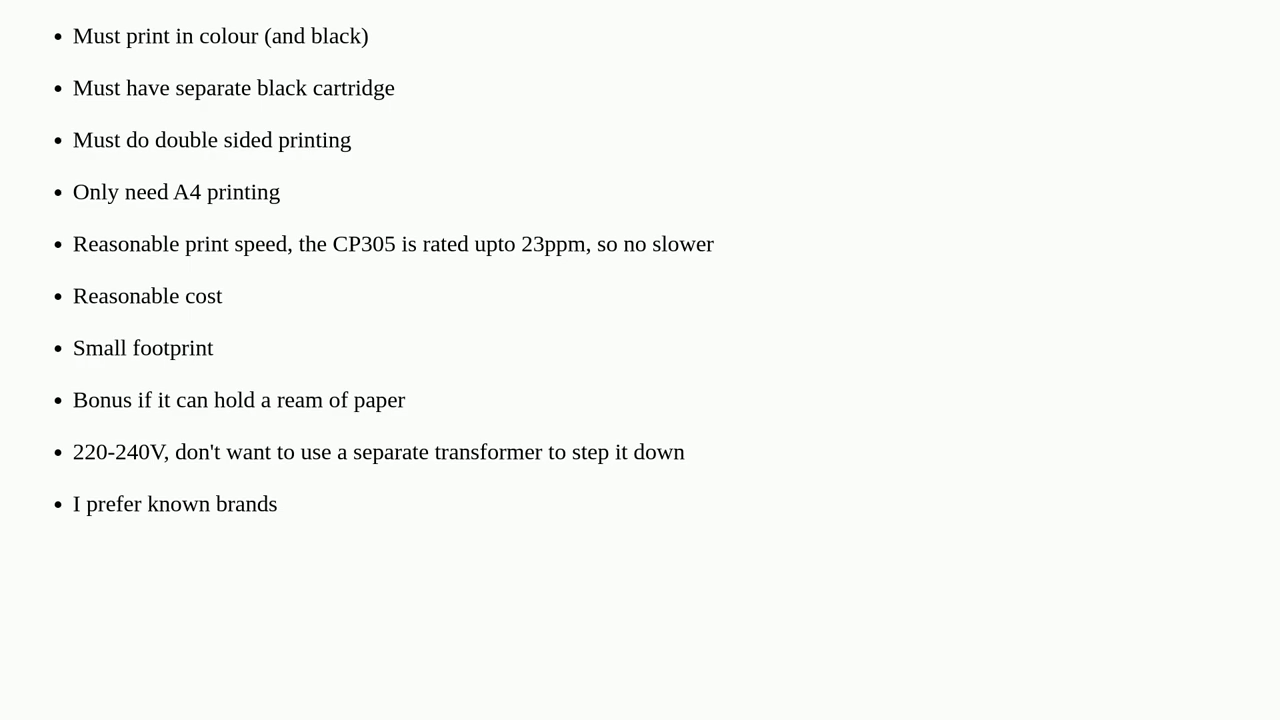 • Must print in colour (and black)
• Must have separate black cartridge
• Must do double sided printing
• Only need A4 printing
• Reasonable print speed, the CP305 is rated upto 23ppm, so no slower
• Reasonable cost
• Small footprint
• Bonus if it can hold a ream of paper
• 220-240V, don't want to use a separate transformer to step it down
• I prefer known brands